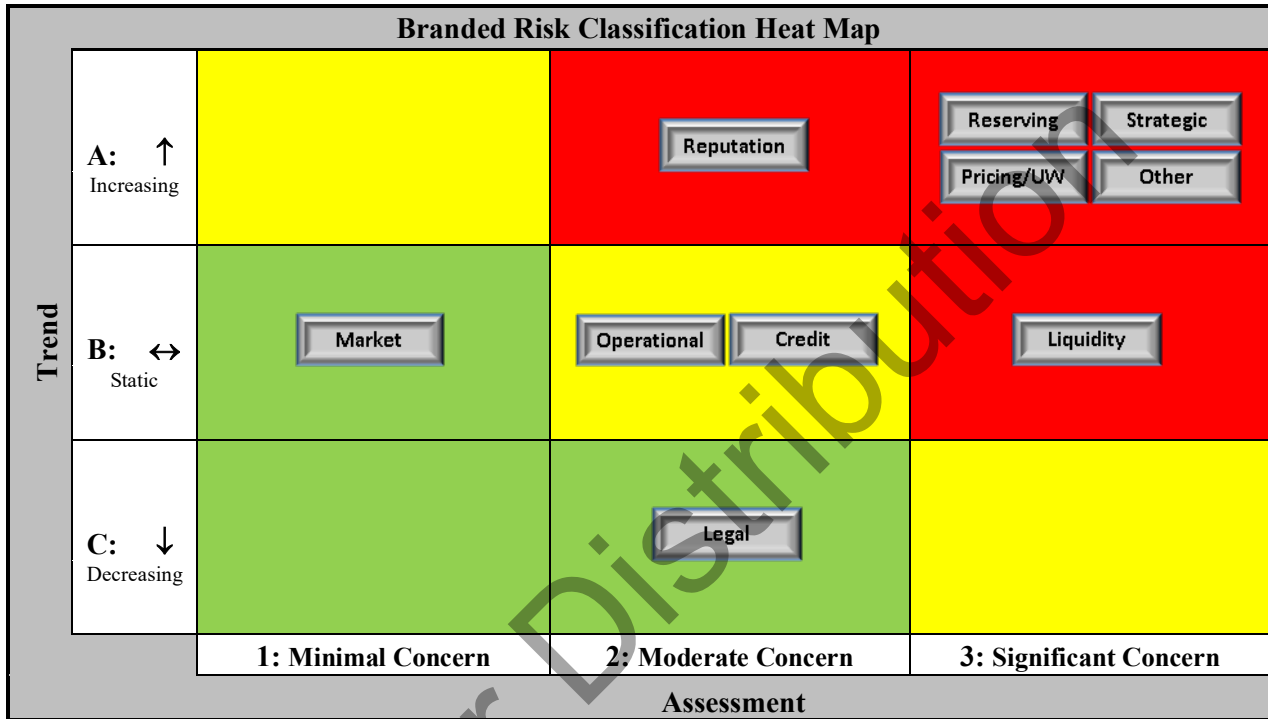 Branded Risk Classification Heat Map
Trend
A: ↑
Increasing
Reputation
Reserving Strategic
Pricing/UW Other
B: ↔
Static
Market
Operational Credit
Liquidity
C: ↓
Decreasing
Legal
1: Minimal Concern 2: Moderate Concern 3: Significant Concern
Assessment
r Distribution